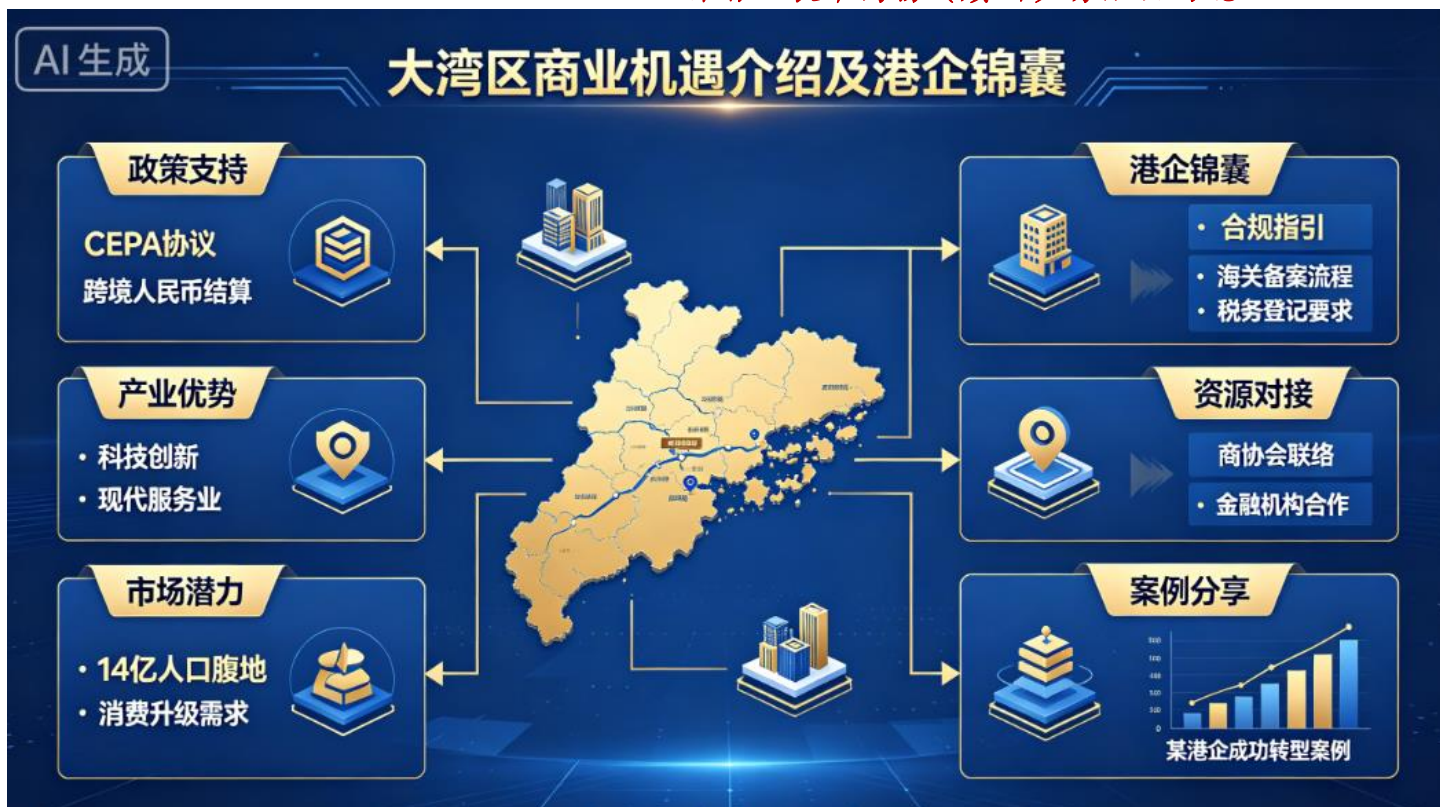 AI 生成
大湾区商业机遇介绍及港企锦囊
政策支持
CEPA协议
跨境人民币结算
产业优势
· 科技创新
· 现代服务业
市场潜力
· 14亿人口腹地
· 消费升级需求
港企锦囊
· 合规指引
· 海关备案流程
· 税务登记要求
资源对接
商协会联络
· 金融机构合作
案例分享
某港企成功转型案例